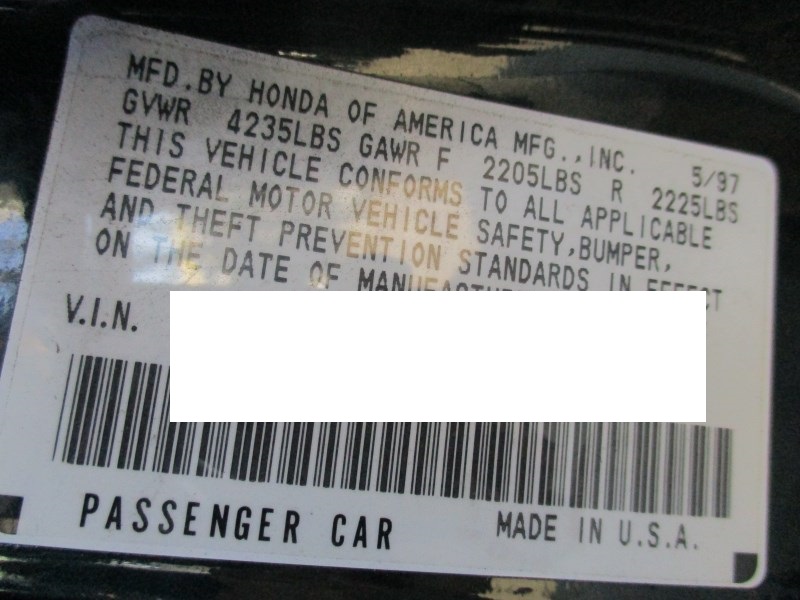 MFD.BY HONDA OF AMERICA MFG.,INC. 5/97
GVWR 4235LBS GAWR F 2205LBS R 2225LBS
THIS VEHICLE CONFORMS TO ALL APPLICABLE
FEDERAL MOTOR VEHICLE SAFETY,BUMPER,
AND THEFT PREVENTION STANDARDS IN EFFECT
ON THE DATE OF
V.I.N.
PASSENGER CAR MADE IN U.S.A.